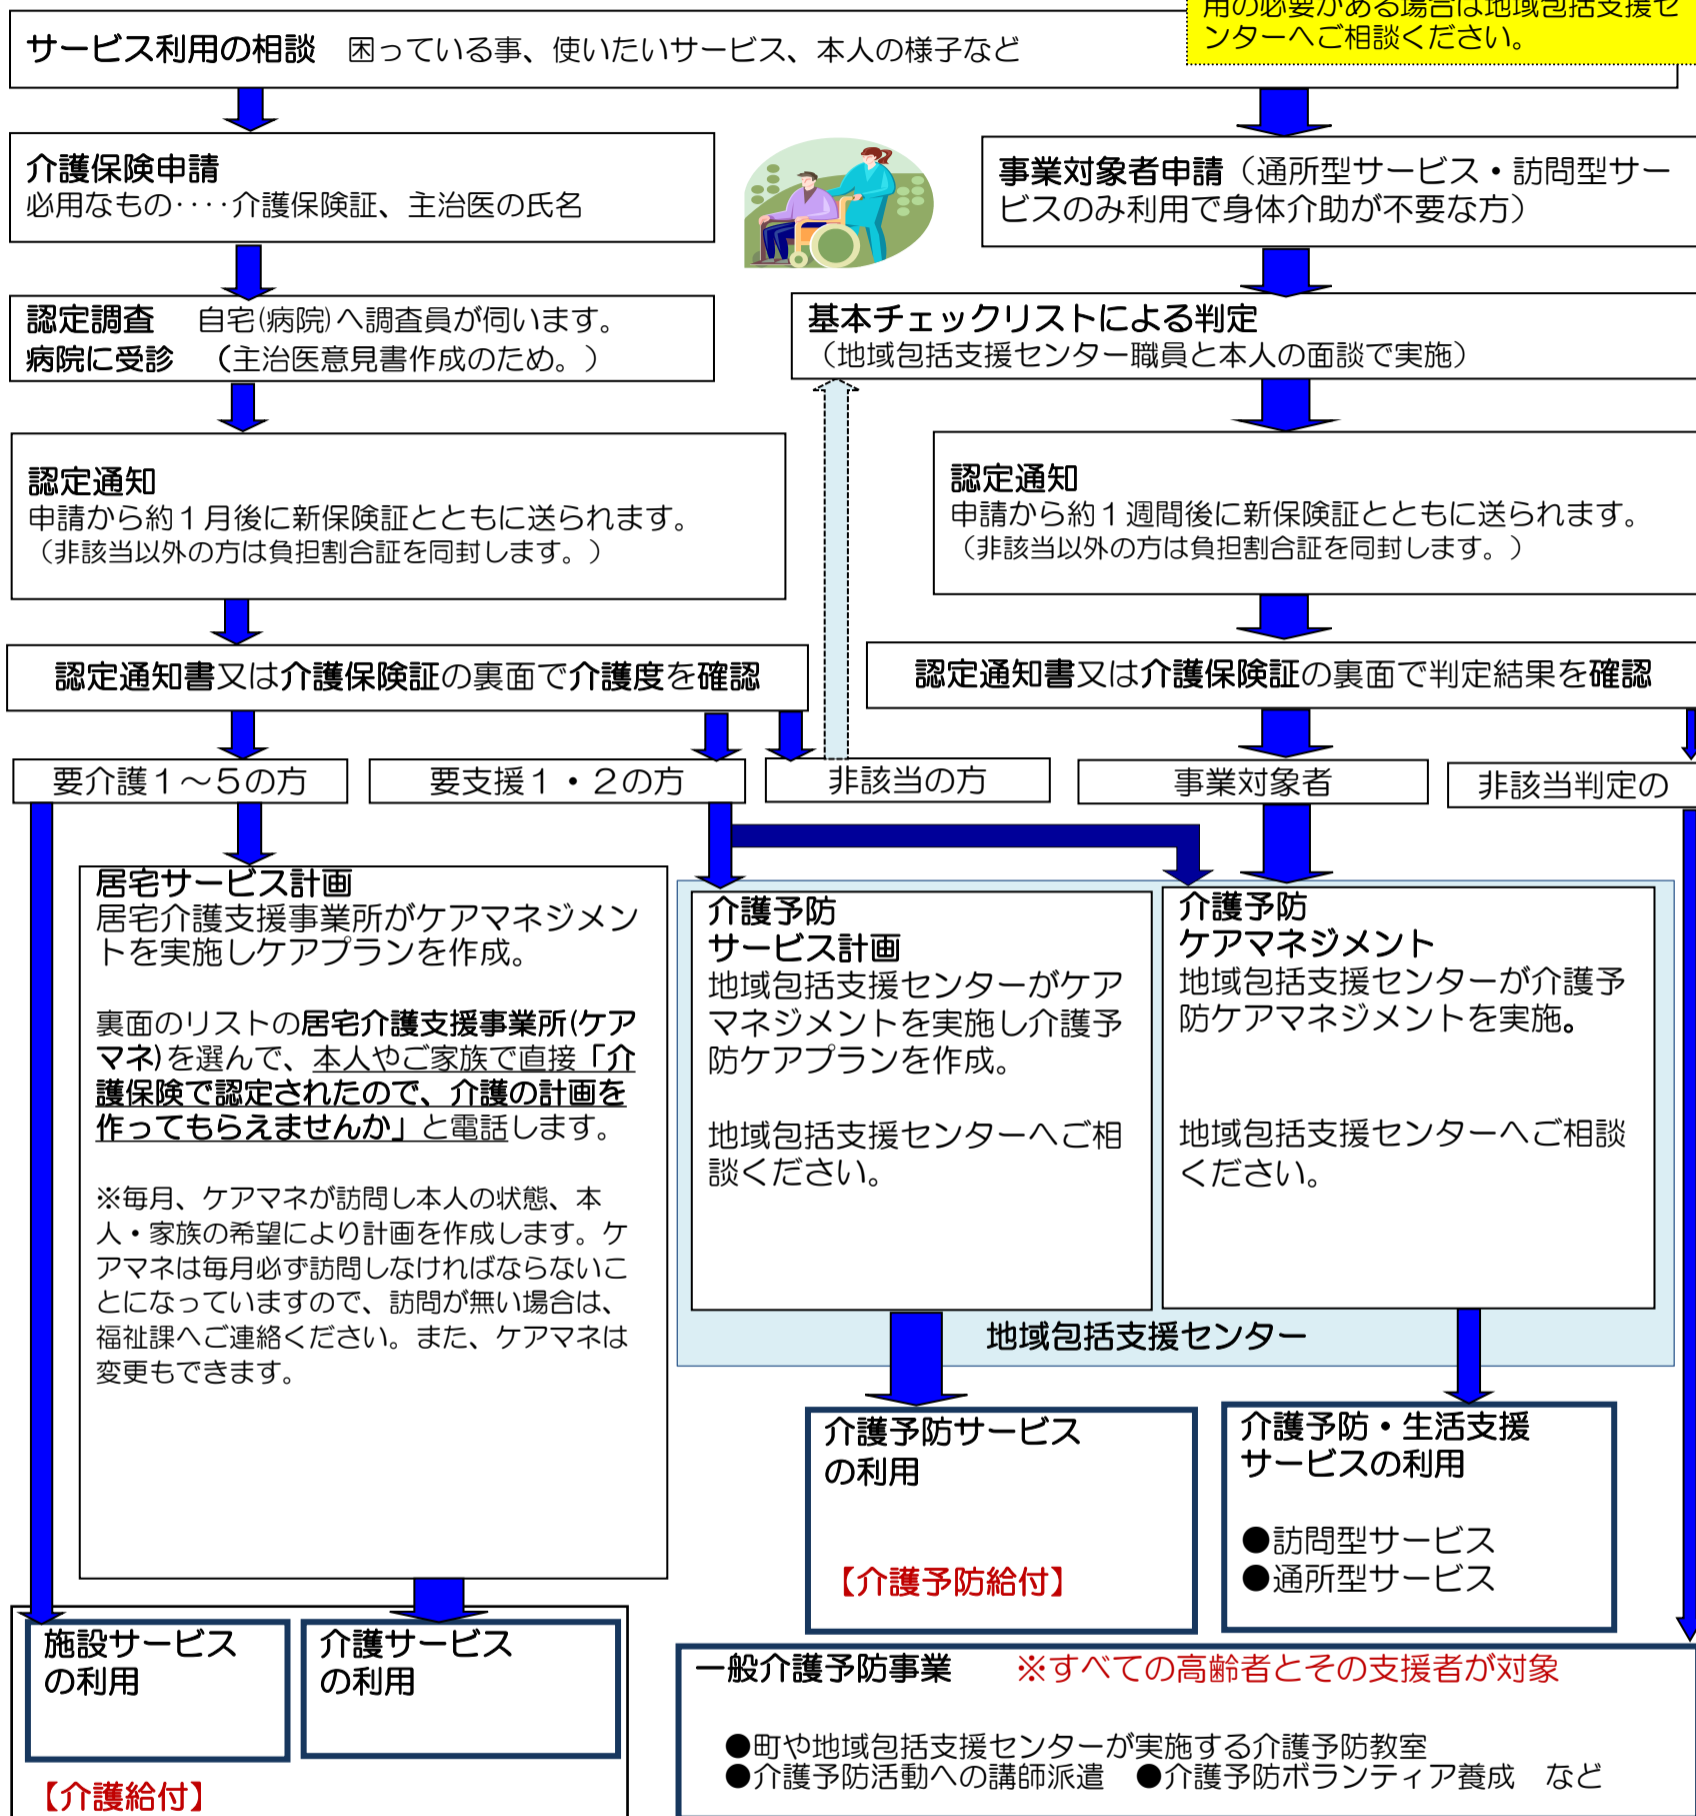 用の必要がある場合は地域包括支援セ
ンターへご相談ください。
サービス利用の相談　困っている事、使いたいサービス、本人の様子など
介護保険申請
必用なもの‥‥介護保険証、主治医の氏名
事業対象者申請（通所型サービス・訪問型サー
ビスのみ利用で身体介助が不要な方）
認定調査　自宅(病院)へ調査員が伺います。
病院に受診　（主治医意見書作成のため。）
基本チェックリストによる判定
（地域包括支援センター職員と本人の面談で実施）
認定通知
申請から約１月後に新保険証とともに送られます。
（非該当以外の方は負担割合証を同封します。）
認定通知
申請から約１週間後に新保険証とともに送られます。
（非該当以外の方は負担割合証を同封します。）
認定通知書又は介護保険証の裏面で介護度を確認
認定通知書又は介護保険証の裏面で判定結果を確認
要介護１～５の方
要支援１・２の方
非該当の方
事業対象者
非該当判定の
居宅サービス計画
居宅介護支援事業所がケアマネジメン
トを実施しケアプランを作成。
裏面のリストの居宅介護支援事業所(ケア
マネ)を選んで、本人やご家族で直接「介
護保険で認定されたので、介護の計画を
作ってもらえませんか」と電話します。
※毎月、ケアマネが訪問し本人の状態、本
人・家族の希望により計画を作成します。ケ
アマネは毎月必ず訪問しなければならないこ
とになっていますので、訪問が無い場合は、
福祉課へご連絡ください。また、ケアマネは
変更もできます。
介護予防
サービス計画
地域包括支援センターがケア
マネジメントを実施し介護予
防ケアプランを作成。
地域包括支援センターへご相
談ください。
介護予防
ケアマネジメント
地域包括支援センターが介護予
防ケアマネジメントを実施。
地域包括支援センターへご相談
ください。
地域包括支援センター
介護予防サービス
の利用
【介護予防給付】
介護予防・生活支援
サービスの利用
●訪問型サービス
●通所型サービス
施設サービス
の利用
介護サービス
の利用
【介護給付】
一般介護予防事業　※すべての高齢者とその支援者が対象
●町や地域包括支援センターが実施する介護予防教室
●介護予防活動への講師派遣　●介護予防ボランティア養成　など